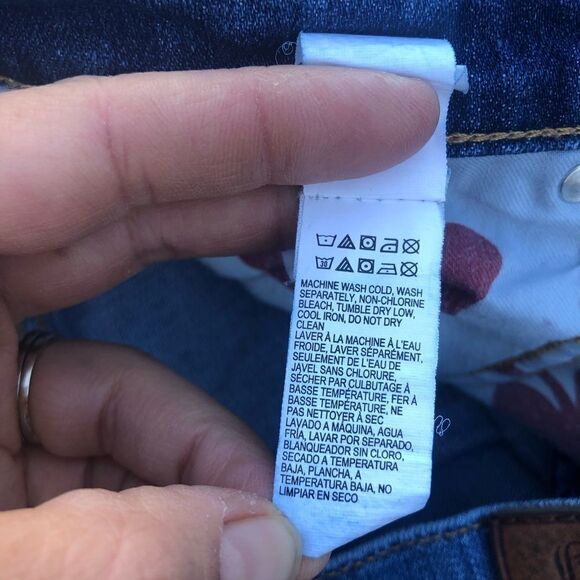 30
MACHINE WASH COLD, WASH
SEPARATELY, NON-CHLORINE
BLEACH, TUMBLE DRY LOW,
COOL IRON, DO NOT DRY
CLEAN
LAVER À LA MACHINE À L'EAU
FROIDE, LAVER SÉPARÉMENT,
SEULEMENT DE L'EAU DE
JAVEL SANS CHLORAJE,
SÉCHER PAR CULBUTAGE À
BASSE TEMPÉRATURE, FER À
BASSE TEMPÉRATURE, NE
PAS NETTOYER À SEC
LAVADO A MÁQUINA, AGUA
FRÍA, LAVAR POR SEPARADO,
BLANQUEADOR SIN CLORO,
SECADO A TEMPERATURA
BAJA, PLANCHA, A
TEMPERATURA BAJA, NO
LIMPIAR EN SECO